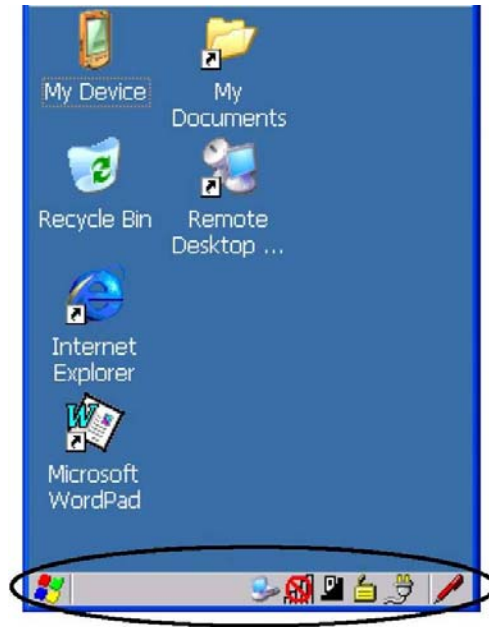 My Device
My
Documents
Recycle Bin
Remote
Desktop ...
Internet
Explorer
Microsoft
WordPad